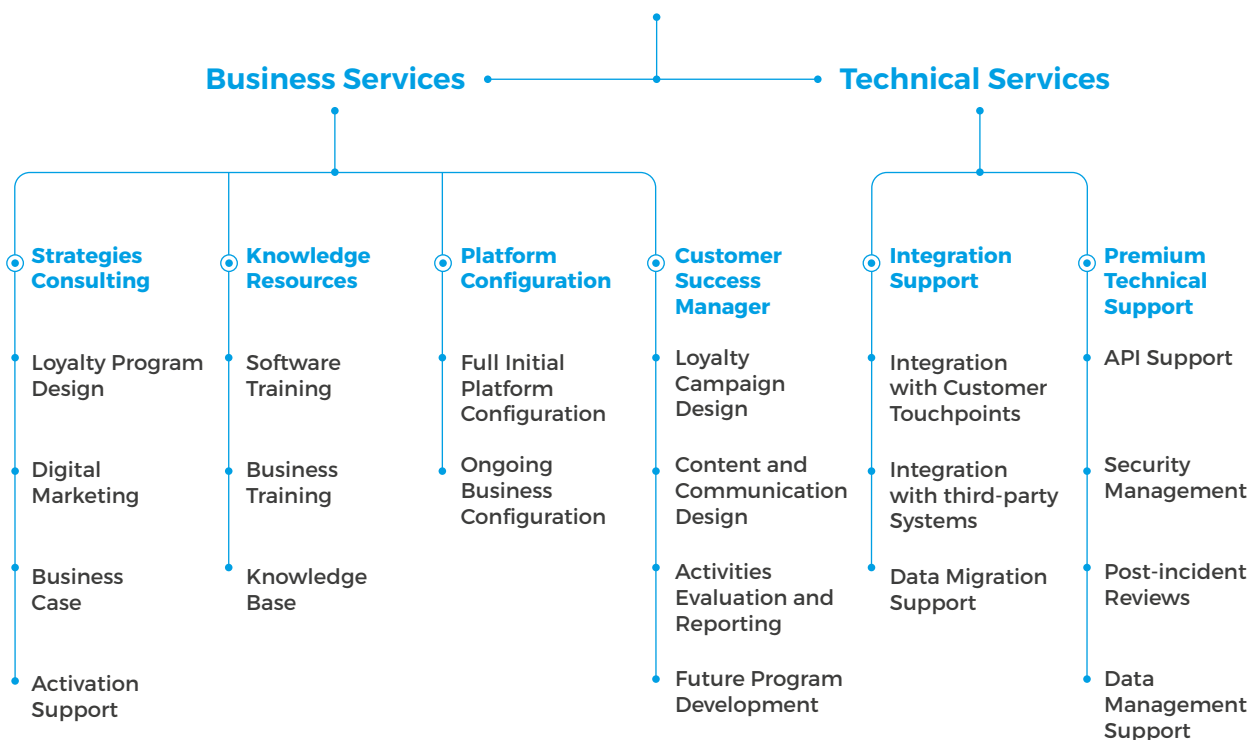 Business Services
Technical Services
Strategies
Consulting
Loyalty Program
Design
Digital
Marketing
Business
Case
Activation
Support
Knowledge
Resources
Software
Training
Business
Training
Knowledge
Base
Platform
Configuration
Full Initial
Platform
Configuration
Ongoing
Business
Configuration
Customer
Success
Manager
Loyalty
Campaign
Design
Content and
Communication
Design
Activities
Evaluation and
Reporting
Future Program
Development
Integration
Support
Integration
with Customer
Touchpoints
Integration
with third-party
Systems
Data Migration
Support
Premium
Technical
Support
API Support
Security
Management
Post-incident
Reviews
Data
Management
Support